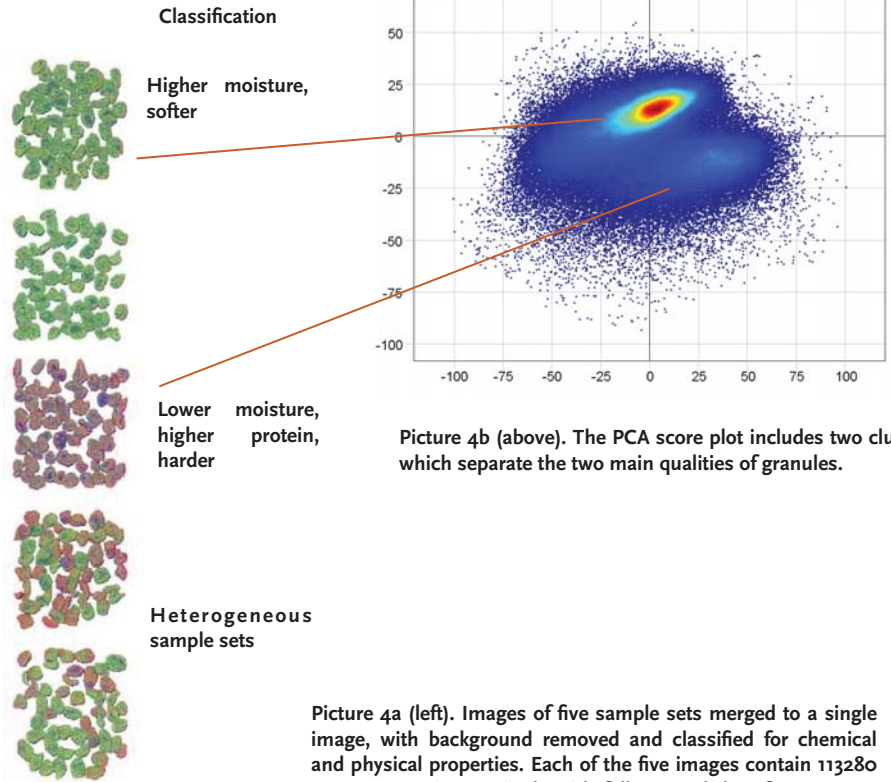 Classification
Higher moisture,
softer
Lower moisture,
higher protein,
harder
Heterogeneous
sample sets
50
25
0
-25
-50
-75
-100
-100 -75 -50 -25 0 25 50 75 100
Picture 4b (above). The PCA score plot includes two clu
which separate the two main qualities of granules.
Picture 4a (left). Images of five sample sets merged to a single
image, with background removed and classified for chemical
and physical properties. Each of the five images contain 113280